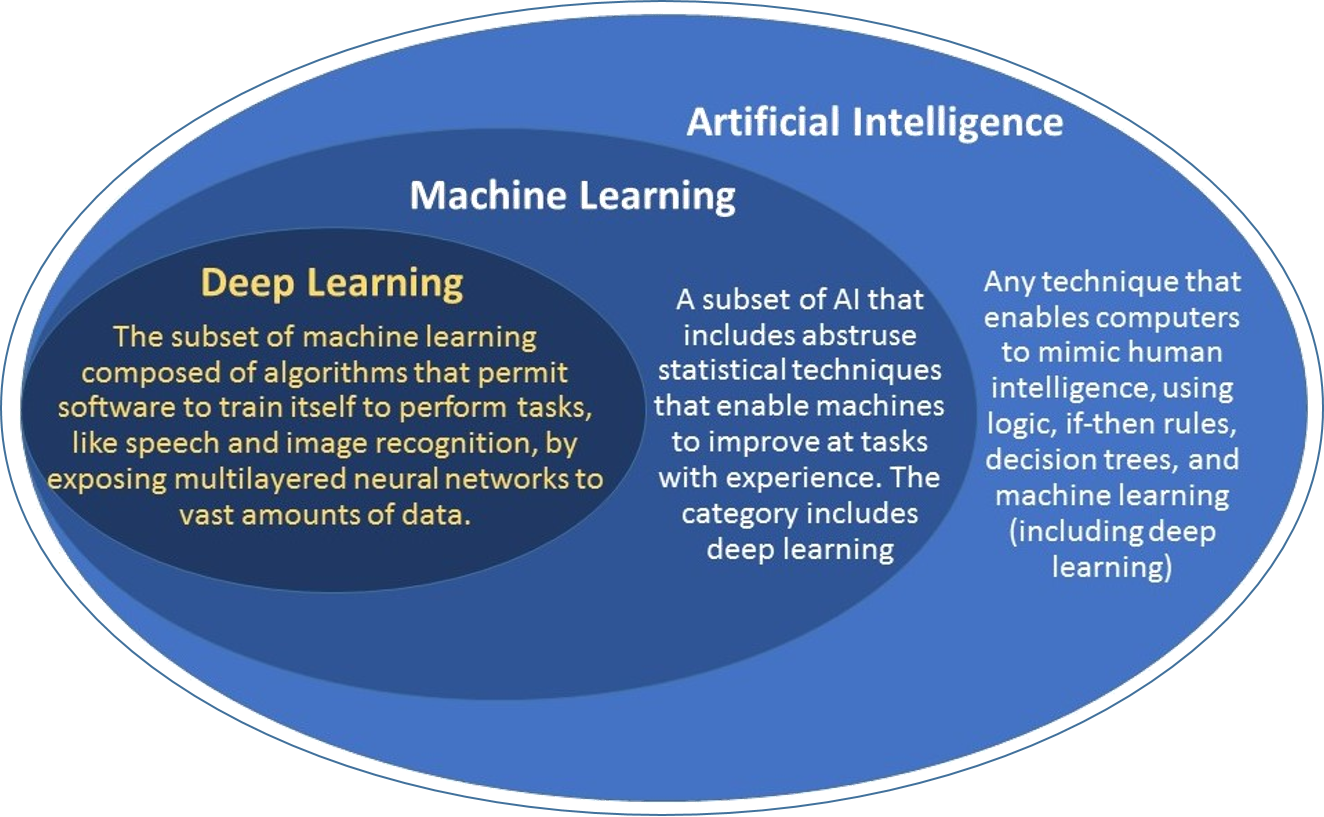 Artificial Intelligence
Machine Learning
Deep Learning
The subset of machine learning
composed of algorithms that permit
software to train itself to perform tasks,
like speech and image recognition, by
exposing multilayered neural networks to
vast amounts of data.
A subset of AI that
includes abstruse
statistical techniques
that enable machines
to improve at tasks
with experience. The
category includes
deep learning
Any technique that
enables computers
to mimic human
intelligence, using
logic, if-then rules,
decision trees, and
machine learning
(including deep
learning)